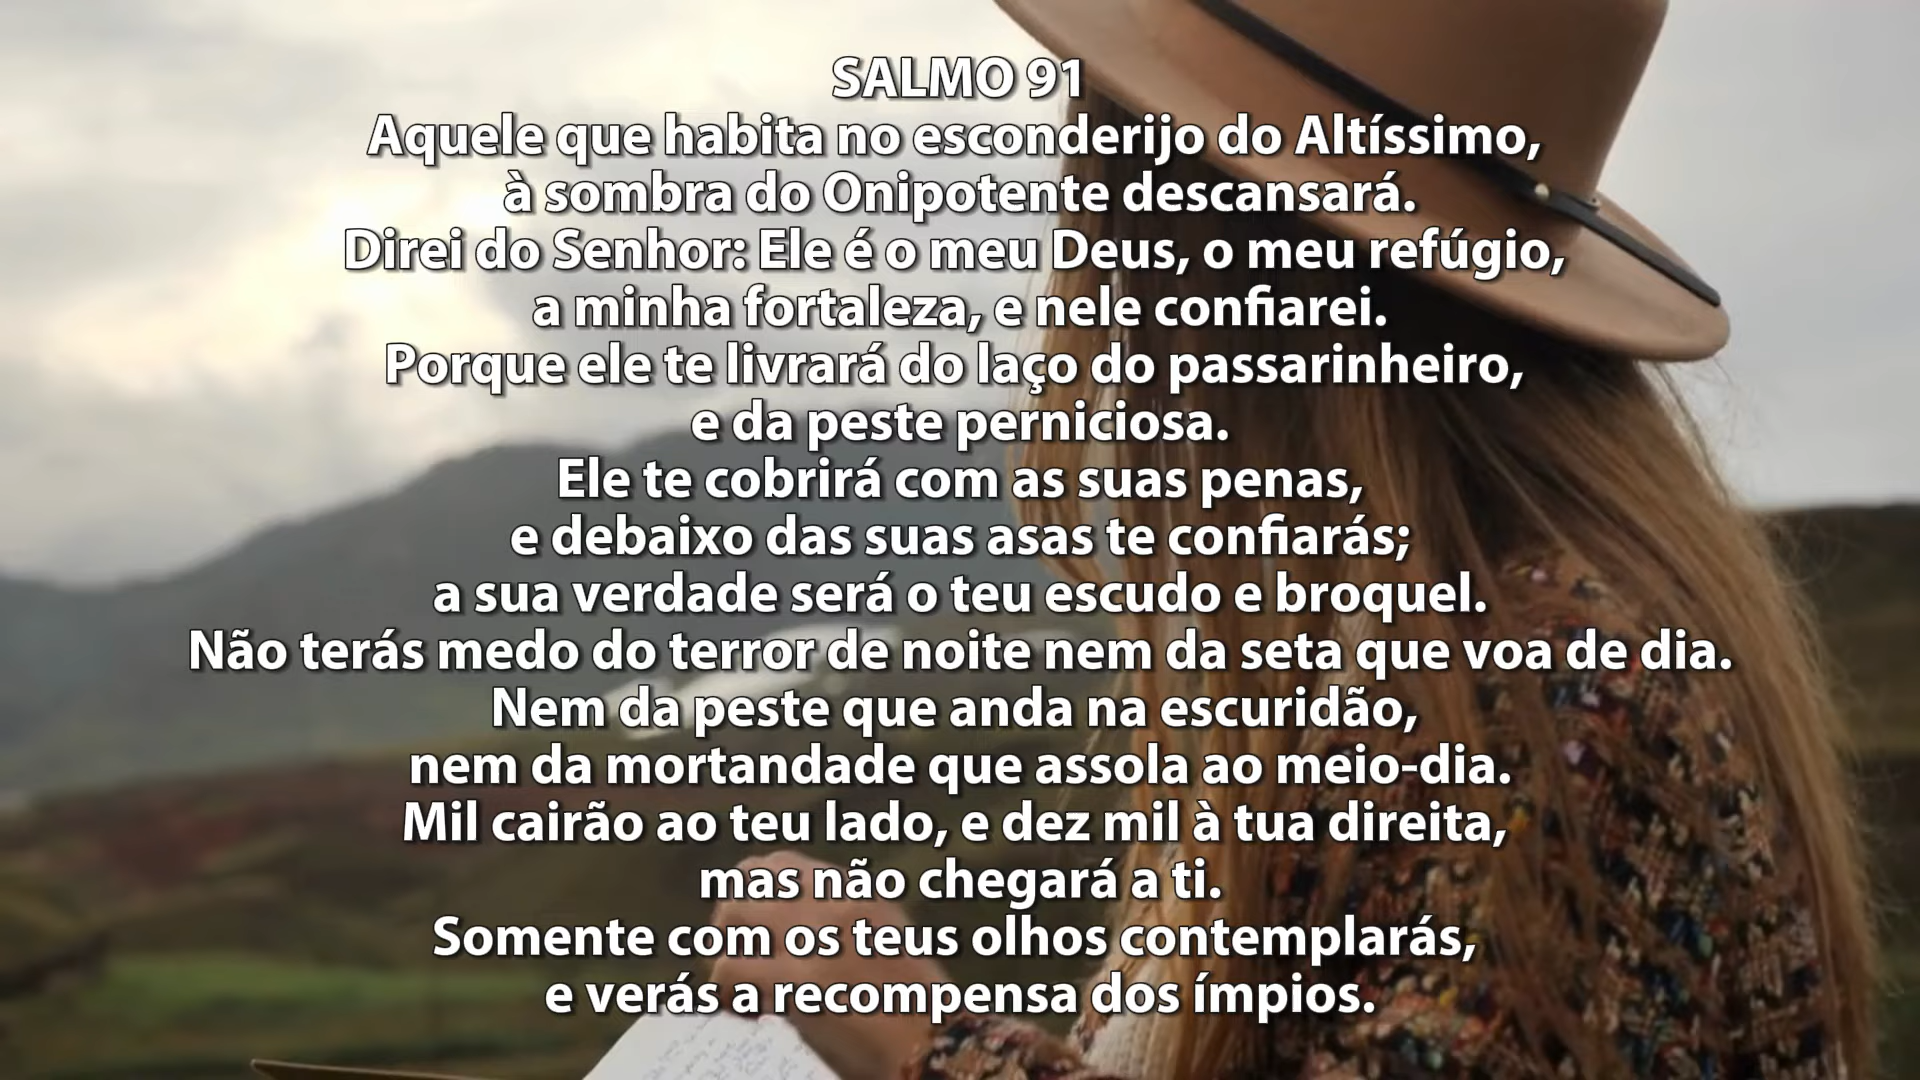 SALMO 91
Aquele que habita no esconderijo do Altíssimo,
à sombra do Onipotente descansará.
Direi do Senhor: Ele é o meu Deus, o meu refúgio,
a minha fortaleza, e nele confiarei.
Porque ele te livrará do laço do passarinheiro,
e da peste perniciosa.
Ele te cobrirá com as suas penas,
e debaixo das suas asas te confiarás;
a sua verdade será o teu escudo e broquel.
Não terás medo do terror de noite nem da seta que voa de dia.
Nem da peste que anda na escuridão,
nem da mortandade que assola ao meio-dia.
Mil cairão ao teu lado, e dez mil à tua direita,
mas não chegará a ti.
Somente com os teus olhos contemplarás,
e verás a recompensa dos ímpios.